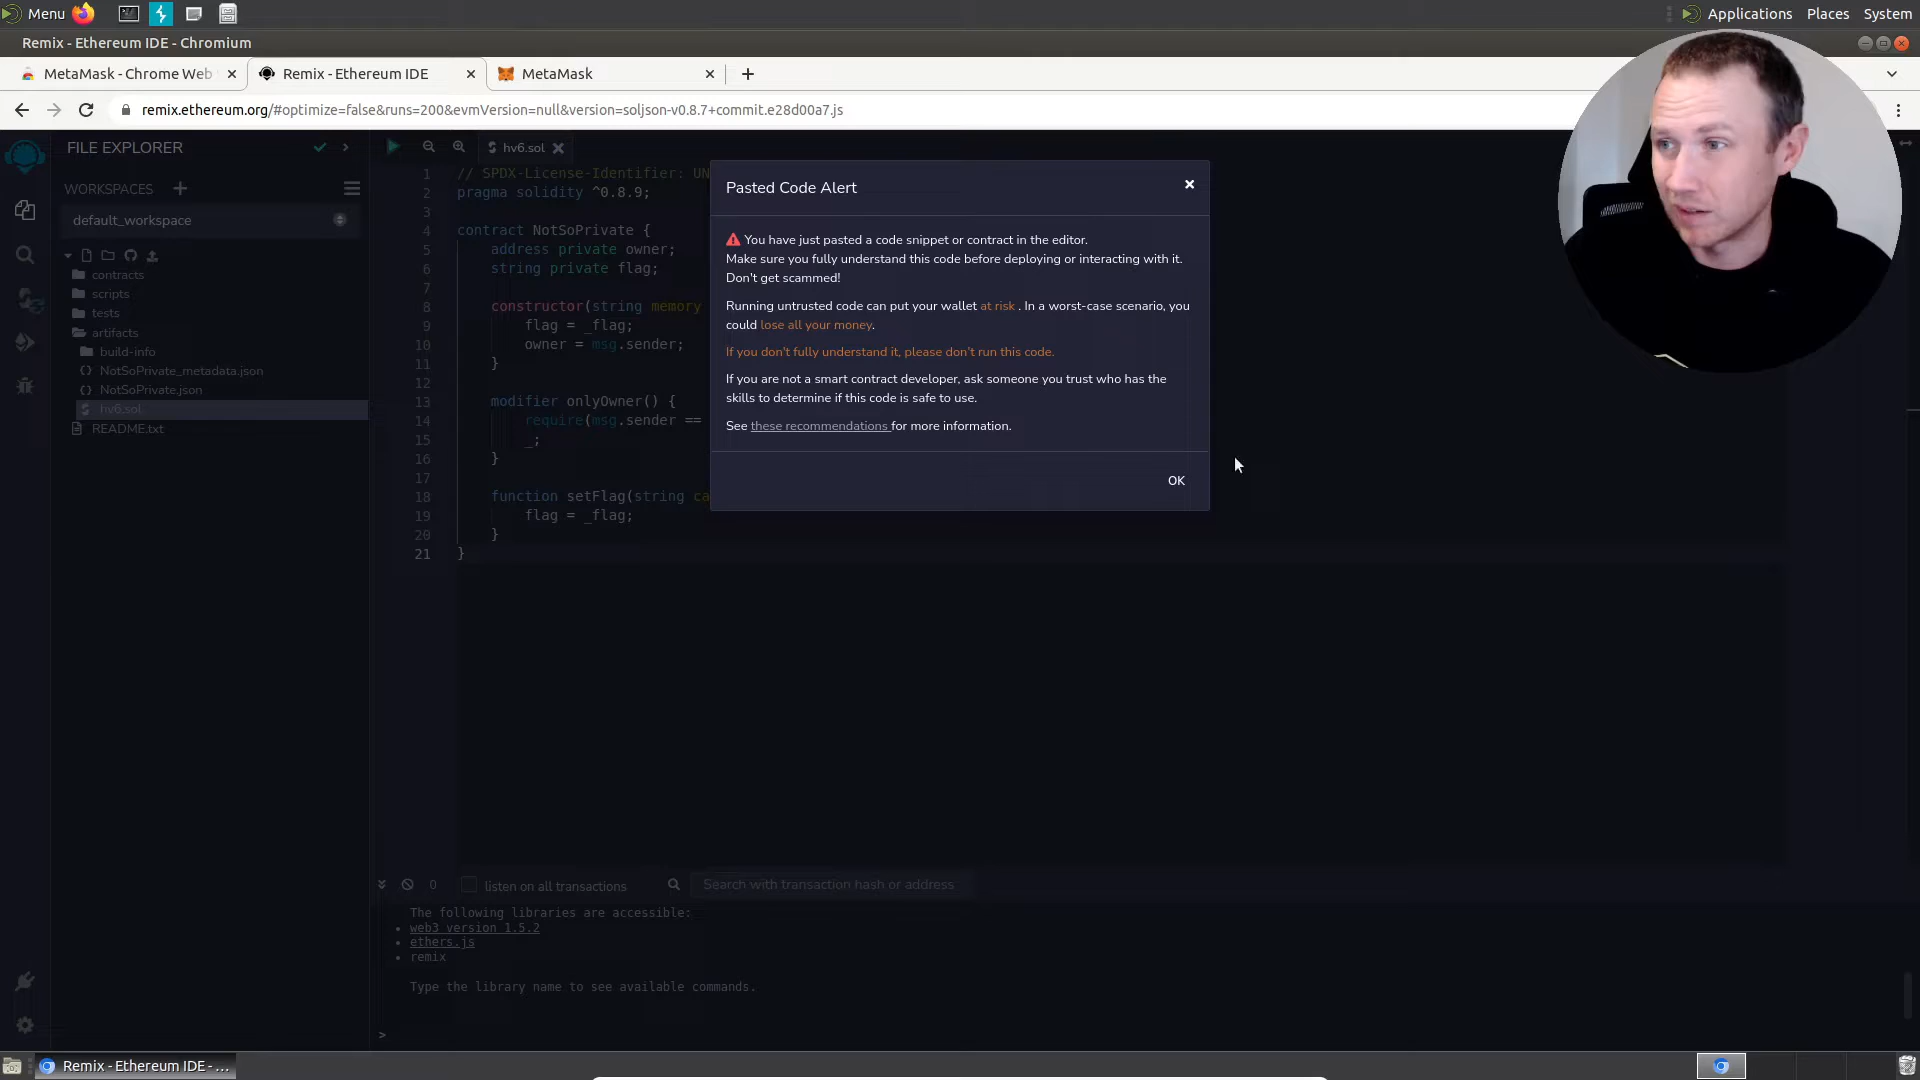 Menu
Applications Places System
Remix - Ethereum IDE - Chromium
MetaMask - Chrome Web
Remix - Ethereum IDE
MetaMask
remix.ethereum.org/#optimize=false&runs=200&evmVersion=null&version=soljson-v0.8.7+commit.e28d00a7.js
FILE EXPLORER
WORKSPACES
default_workspace
contracts
scripts
tests
artifacts
build-info
NotSoPrivate_metadata.json
NotSoPrivate.json
hv6.sol
README.txt
hv6.sol
1 // SPDX-License-Identifier: UN
2 pragma solidity ^0.8.9;
3
4 contract NotSoPrivate {
5 address private owner;
6 string private flag;
7
8 constructor(string memory
9 flag = _flag;
10 owner = msg.sender;
11 }
12
13 modifier onlyOwner() {
14 require(msg.sender ==
15 _;
16 }
17
18 function setFlag(string ca
19 flag = _flag;
20 }
21 }
Pasted Code Alert
You have just pasted a code snippet or contract in the editor.
Make sure you fully understand this code before deploying or interacting with it.
Don't get scammed!
Running untrusted code can put your wallet at risk . In a worst-case scenario, you
could lose all your money.
If you don't fully understand it, please don't run this code.
If you are not a smart contract developer, ask someone you trust who has the
skills to determine if this code is safe to use.
See these recommendations for more information.
OK
0 listen on all transactions Search with transaction hash or address
The following libraries are accessible:
• web3 version 1.5.2
• ethers.js
• remix
Type the library name to see available commands.
>
Remix - Ethereum IDE - ...